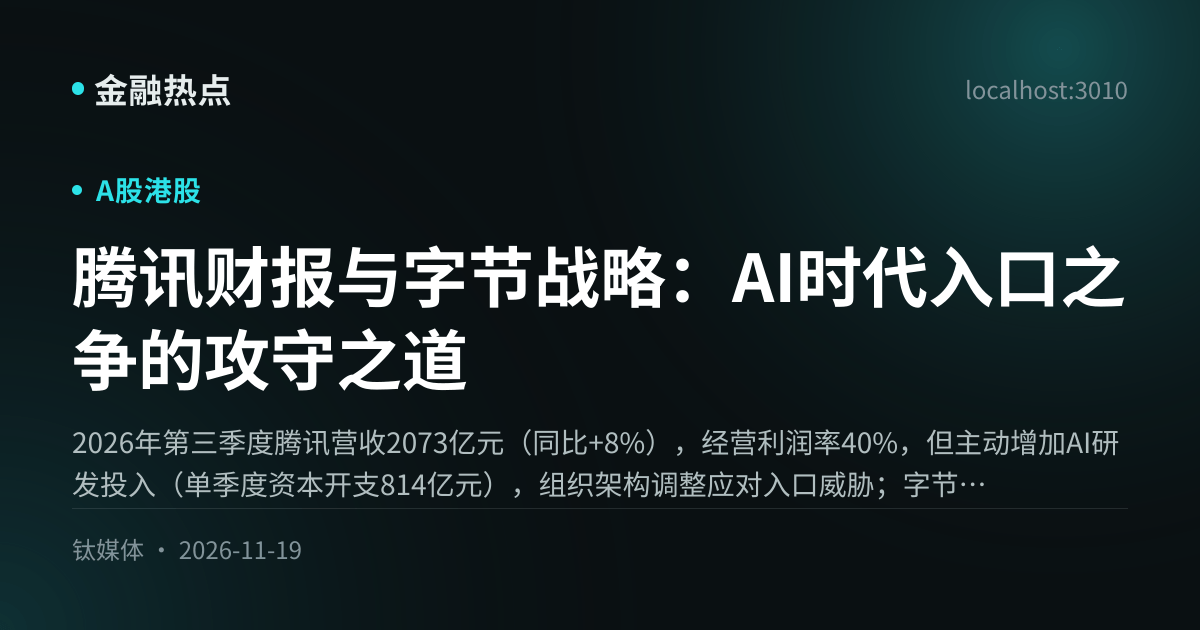 金融热点
localhost:3010
A股港股
腾讯财报与字节战略：AI时代入口之
争的攻守之道
2026年第三季度腾讯营收2073亿元（同比+8%），经营利润率40%，但主动增加AI研
发投入（单季度资本开支814亿元），组织架构调整应对入口威胁；字节…
钛媒体 • 2026-11-19